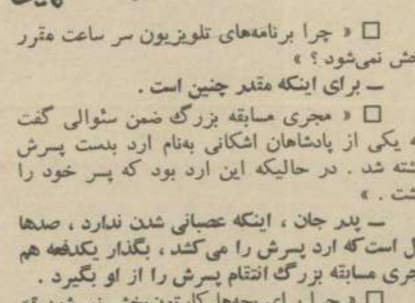 □ « چرا برنامه‌های تلویزیون سر ساعت مقرر
نمی‌شود ؟ »
ــ برای اینکه مقدر چنین است .
□ « مجری مسابقه بزرگ ضمن سئوالی گفت
یکی از پادشاهان اشکانی بنام ارد بدست پسرش
شته شد . در حالیکه این ارد بود که پسر خود را
شت . »
ــ پدر جان ، اینکه عصبانی شدن ندارد ، صدها
است که ارد پسرش را می‌کشد ، بگذار یکدفعه هم
مسابقه بزرگ انتقام پسرش را از او بگیرد .